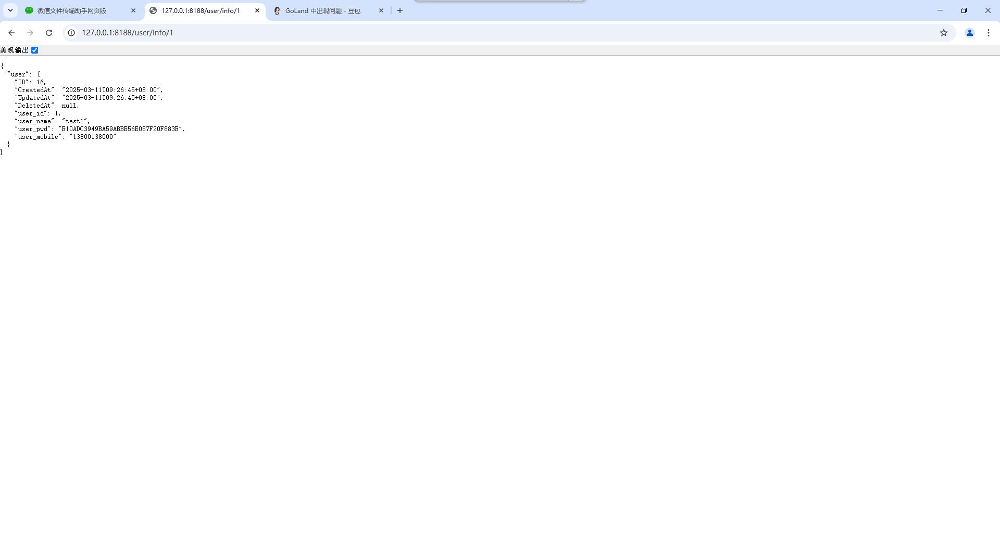 微信文件传输助手网页版
127.0.0.1:8188/user/info/1
GoLand 中出现问题 - 豆包
127.0.0.1:8188/user/info/1
美观输出
{
  "user": {
    "ID": 16,
    "CreatedAt": "2025-03-11T09:26:45+08:00",
    "UpdatedAt": "2025-03-11T09:26:45+08:00",
    "DeletedAt": null,
    "user_id": 1,
    "user_name": "test1",
    "user_pwd": "E10ADC3949BA59ABBE56E057F20F883E",
    "user_mobile": "13800138000"
  }
}